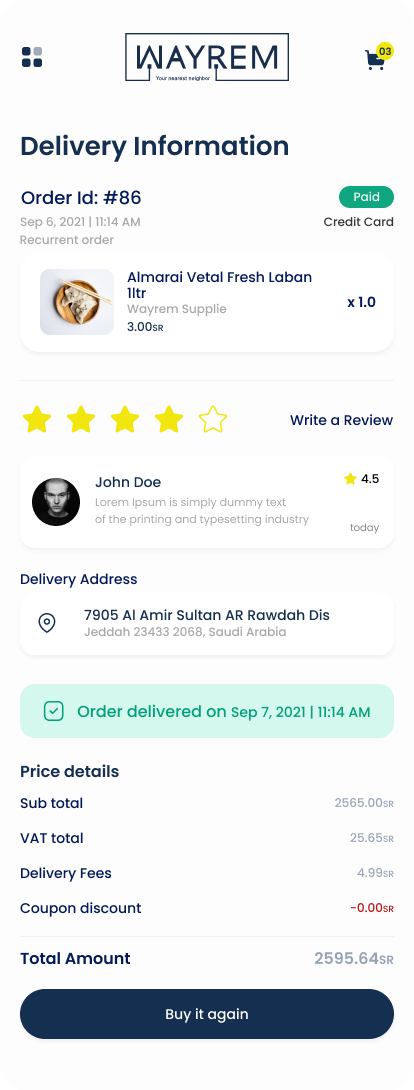 WAYREM
Your nearest neighbor
03
Delivery Information
Order Id: #86
Paid
Sep 6, 2021 | 11:14 AM
Credit Card
Recurrent order
Almarai Vetal Fresh Laban
1ltr
Wayrem Supplie
3.00SR
x 1.0
Write a Review
John Doe
4.5
Lorem Ipsum is simply dummy text
of the printing and typesetting industry
today
Delivery Address
7905 Al Amir Sultan AR Rawdah Dis
Jeddah 23433 2068, Saudi Arabia
Order delivered on Sep 7, 2021 | 11:14 AM
Price details
Sub total 2565.00SR
VAT total 25.65SR
Delivery Fees 4.99SR
Coupon discount -0.00SR
Total Amount 2595.64SR
Buy it again